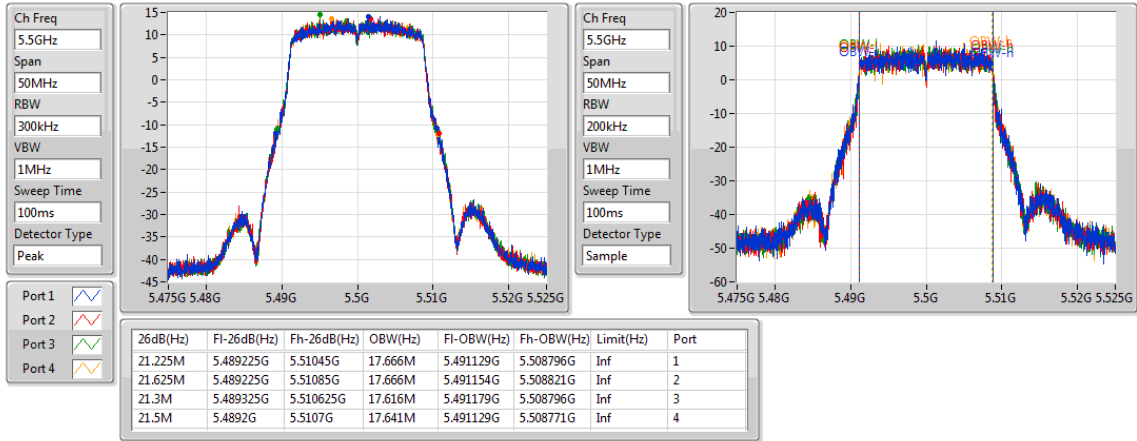 Ch Freq
5.5GHz
Span
50MHz
RBW
300kHz
VBW
1MHz
Sweep Time
100ms
Detector Type
Peak
Port 1
Port 2
Port 3
Port 4
15
10
5
0
-5
-10
-15
-20
-25
-30
-35
-40
-45
5.475G 5.48G 5.49G 5.5G 5.51G 5.52G 5.525G
Ch Freq
5.5GHz
Span
50MHz
RBW
200kHz
VBW
1MHz
Sweep Time
100ms
Detector Type
Sample
20
10
0
-10
-20
-30
-40
-50
-60
OBW-h
5.475G 5.48G 5.49G 5.5G 5.51G 5.52G 5.525G
26dB(Hz) Fl-26dB(Hz) Fh-26dB(Hz) OBW(Hz) Fl-OBW(Hz) Fh-OBW(Hz) Limit(Hz) Port
21.225M 5.489225G 5.51045G 17.666M 5.491129G 5.508796G Inf 1
21.625M 5.489225G 5.51085G 17.666M 5.491154G 5.508821G Inf 2
21.3M 5.489325G 5.510625G 17.616M 5.491179G 5.508796G Inf 3
21.5M 5.4892G 5.5107G 17.641M 5.491129G 5.508771G Inf 4